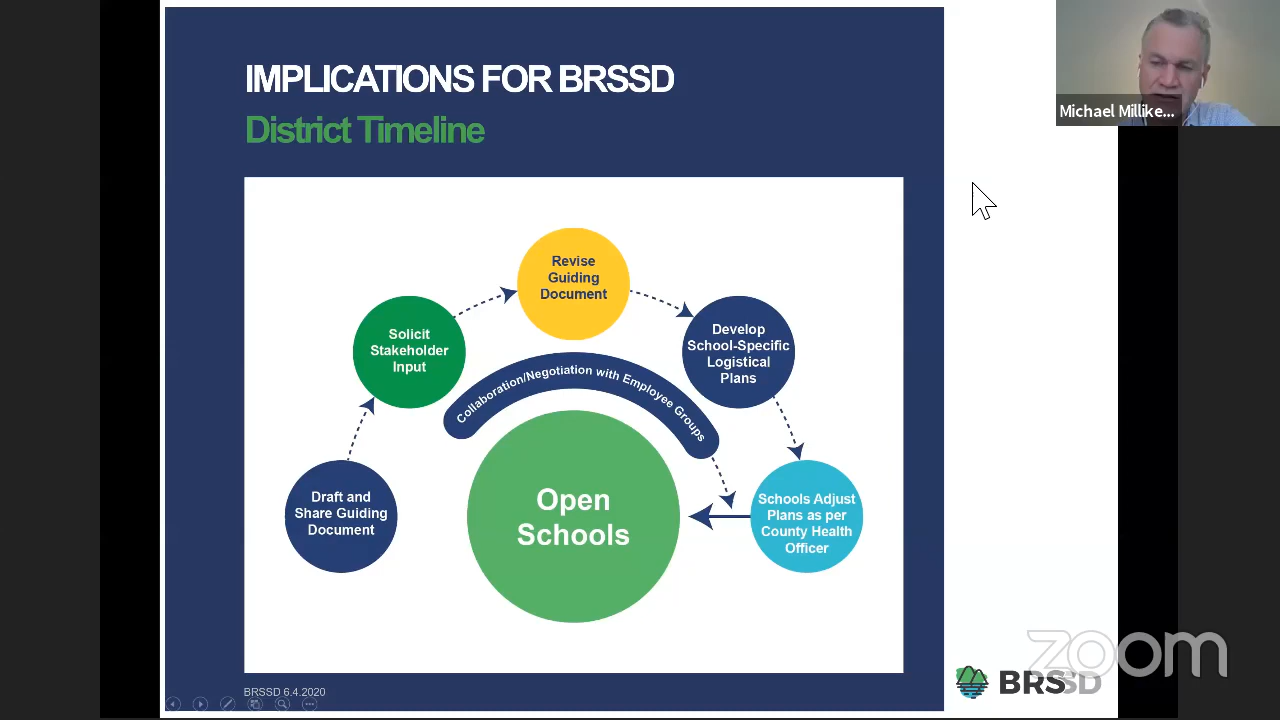 IMPLICATIONS FOR BRSSD
District Timeline
Michael Millike...
Revise
Guiding
Document
Solicit
Stakeholder
Input
Develop
School-Specific
Logistical
Plans
Collaboration/Negotiation with Employee Groups
Draft and
Share Guiding
Document
Open
Schools
Schools Adjust
Plans as per
County Health
Officer
zoom
BRSSD
BRSSD 6.4.2020